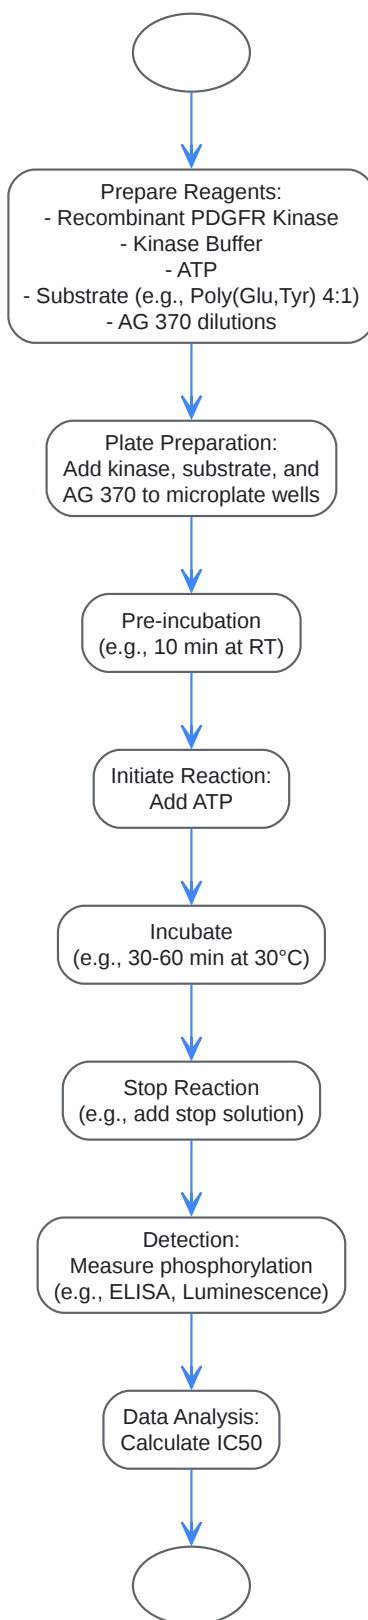 Prepare Reagents:
- Recombinant PDGFR Kinase
- Kinase Buffer
- ATP
- Substrate (e.g., Poly(Glu,Tyr) 4:1)
- AG 370 dilutions
Plate Preparation:
Add kinase, substrate, and
AG 370 to microplate wells
Pre-incubation
(e.g., 10 min at RT)
Initiate Reaction:
Add ATP
Incubate
(e.g., 30-60 min at 30°C)
Stop Reaction
(e.g., add stop solution)
Detection:
Measure phosphorylation
(e.g., ELISA, Luminescence)
Data Analysis:
Calculate IC50